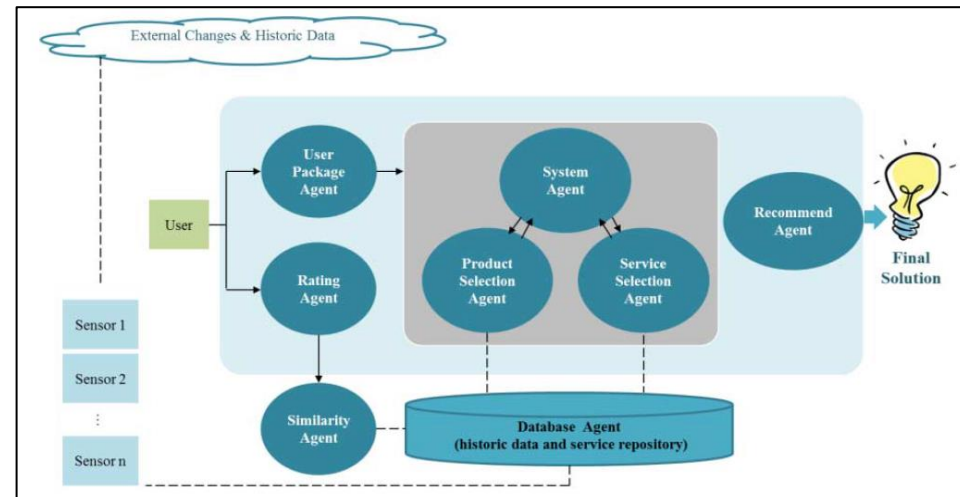 External Changes & Historic Data
User
Package
Agent
System
Agent
User
Recommend
Agent
Product
Selection
Agent
Service
Selection
Agent
Rating
Agent
Final
Solution
Sensor 1
Sensor 2
⋮
Sensor n
Similarity
Agent
Database Agent
(historic data and service repository)